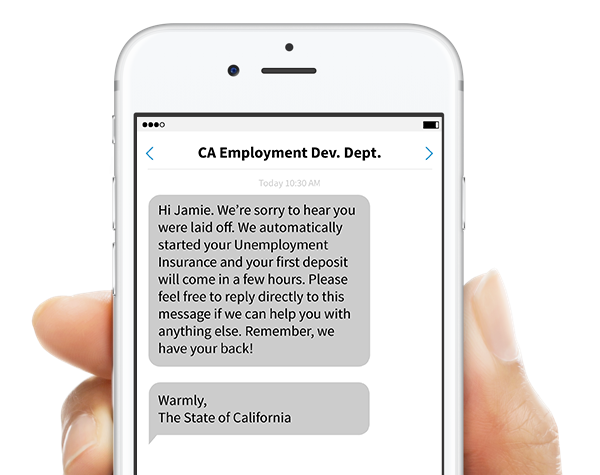 CA Employment Dev. Dept.
Today 10:30 AM
Hi Jamie. We’re sorry to hear you
were laid off. We automatically
started your Unemployment
Insurance and your first deposit
will come in a few hours. Please
feel free to reply directly to this
message if we can help you with
anything else. Remember, we
have your back!
Warmly,
The State of California